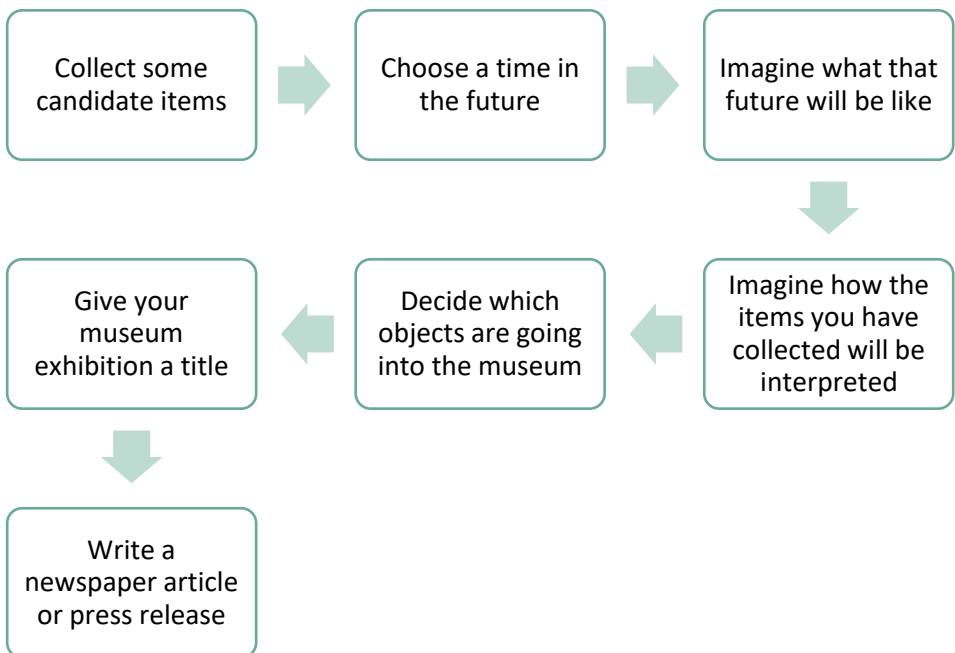 Collect some
candidate items
Choose a time in
the future
Imagine what that
future will be like
Imagine how the
items you have
collected will be
interpreted
Decide which
objects are going
into the museum
Give your
museum
exhibition a title
Write a
newspaper article
or press release